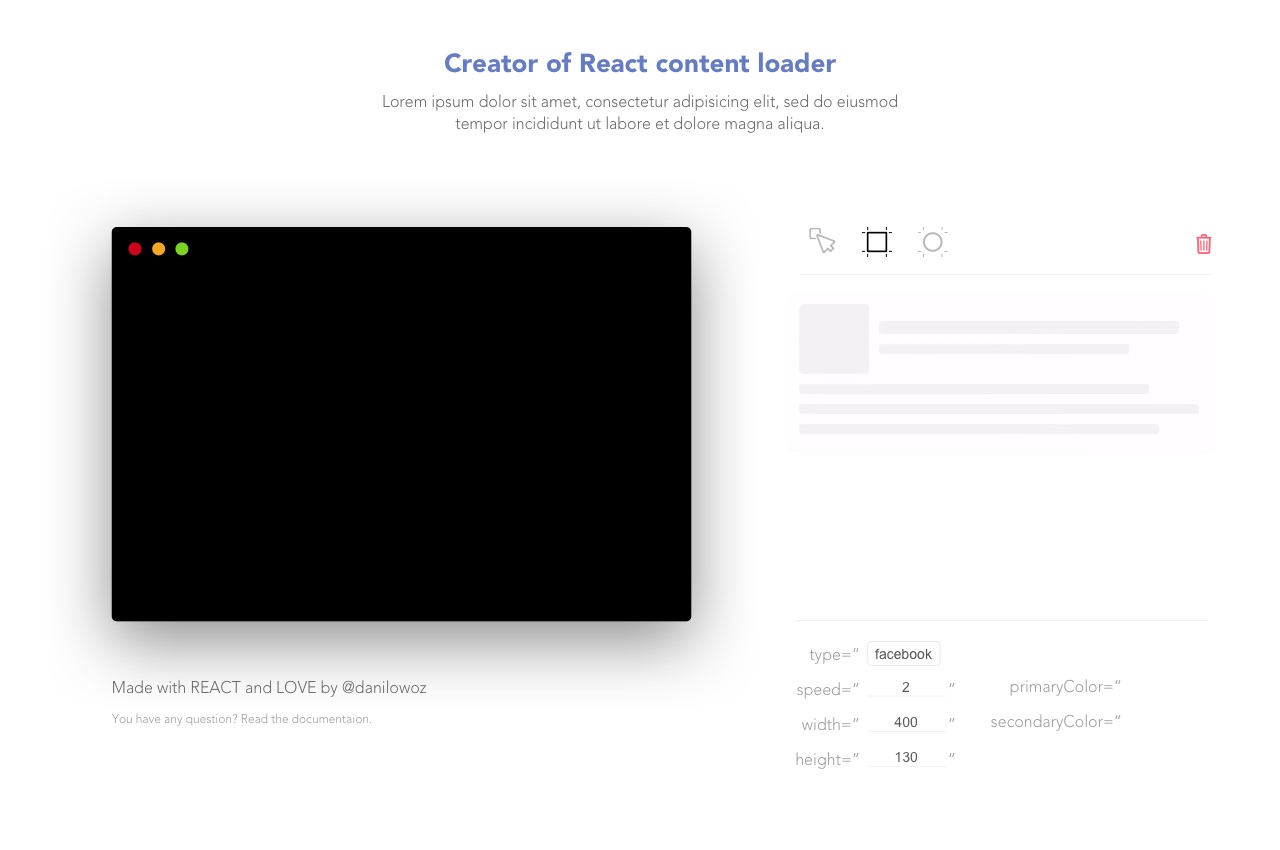 Creator of React content loader
Lorem ipsum dolor sit amet, consectetur adipisicing elit, sed do eiusmod
tempor incididunt ut labore et dolore magna aliqua.
Made with REACT and LOVE by @danilowoz
You have any question? Read the documentaion.
type=“ facebook
speed=“ 2 “
width=“ 400 “
height=“ 130 “
primaryColor=“
secondaryColor=“